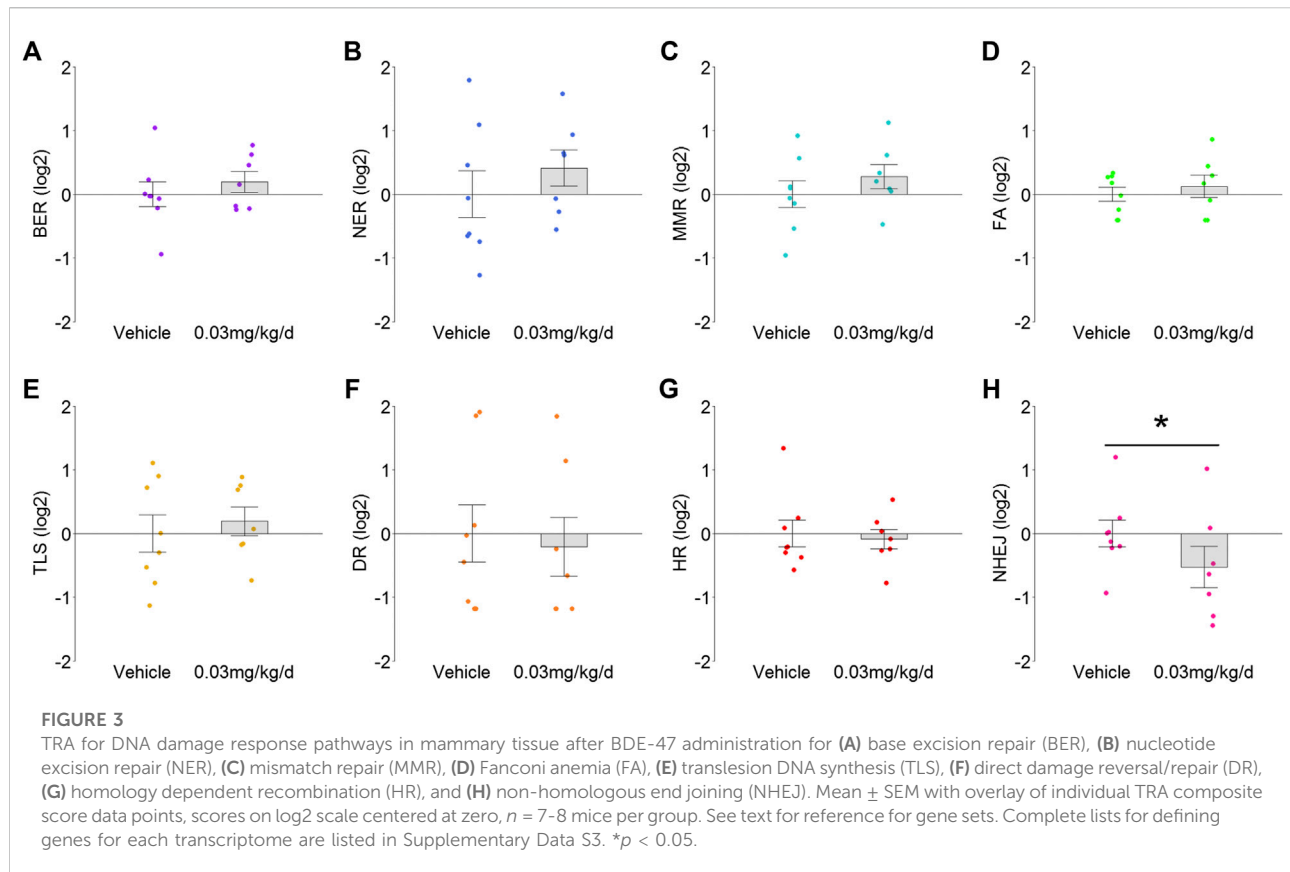 A
B
C
D
2
1
0
-1
-2
BER (log2)
Vehicle 0.03mg/kg/d
2
1
0
-1
-2
NER (log2)
Vehicle 0.03mg/kg/d
2
1
0
-1
-2
MMR (log2)
Vehicle 0.03mg/kg/d
2
1
0
-1
-2
FA (log2)
Vehicle 0.03mg/kg/d
E
F
G
H
2
1
0
-1
-2
TLS (log2)
Vehicle 0.03mg/kg/d
2
1
0
-1
-2
DR (log2)
Vehicle 0.03mg/kg/d
2
1
0
-1
-2
HR (log2)
Vehicle 0.03mg/kg/d
2
1
0
-1
-2
NHEJ (log2)
*
Vehicle 0.03mg/kg/d
FIGURE 3
TRA for DNA damage response pathways in mammary tissue after BDE-47 administration for (A) base excision repair (BER), (B) nucleotide
excision repair (NER), (C) mismatch repair (MMR), (D) Fanconi anemia (FA), (E) translesion DNA synthesis (TLS), (F) direct damage reversal/repair (DR),
(G) homology dependent recombination (HR), and (H) non-homologous end joining (NHEJ). Mean ± SEM with overlay of individual TRA composite
score data points, scores on log2 scale centered at zero, n = 7-8 mice per group. See text for reference for gene sets. Complete lists for defining
genes for each transcriptome are listed in Supplementary Data S3. *p < 0.05.